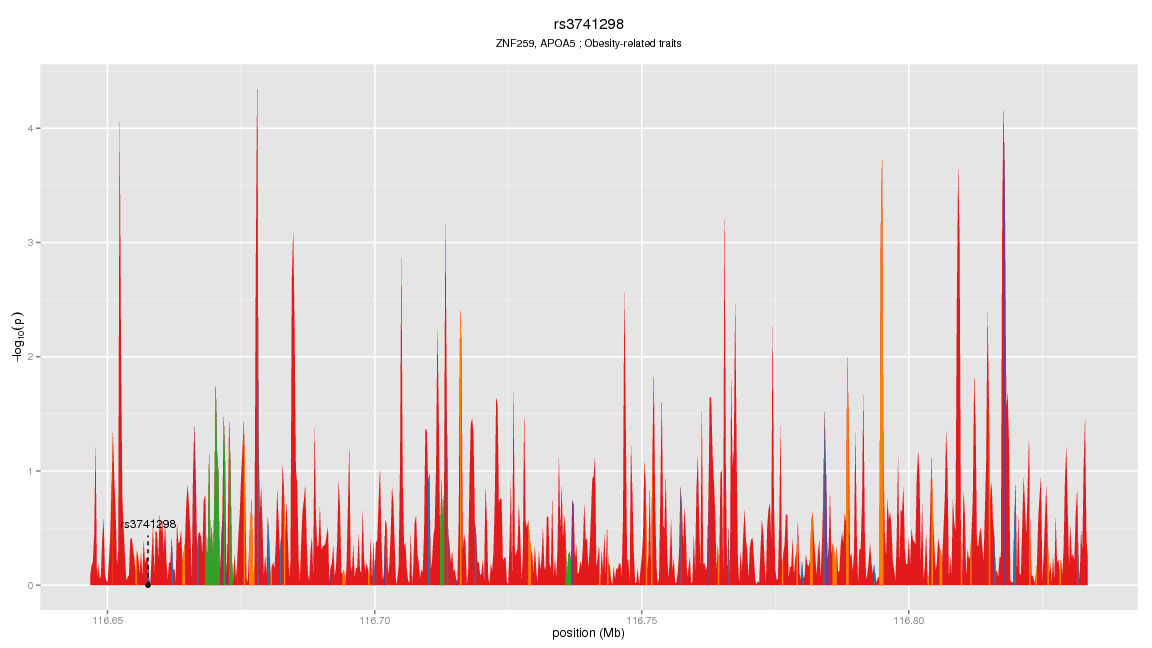 rs3741298
ZNF259, APOA5 ; Obesity-related traits
4
3
2
1
0
−log10(p)
rs3741298
116.65
116.70
116.75
116.80
position (Mb)